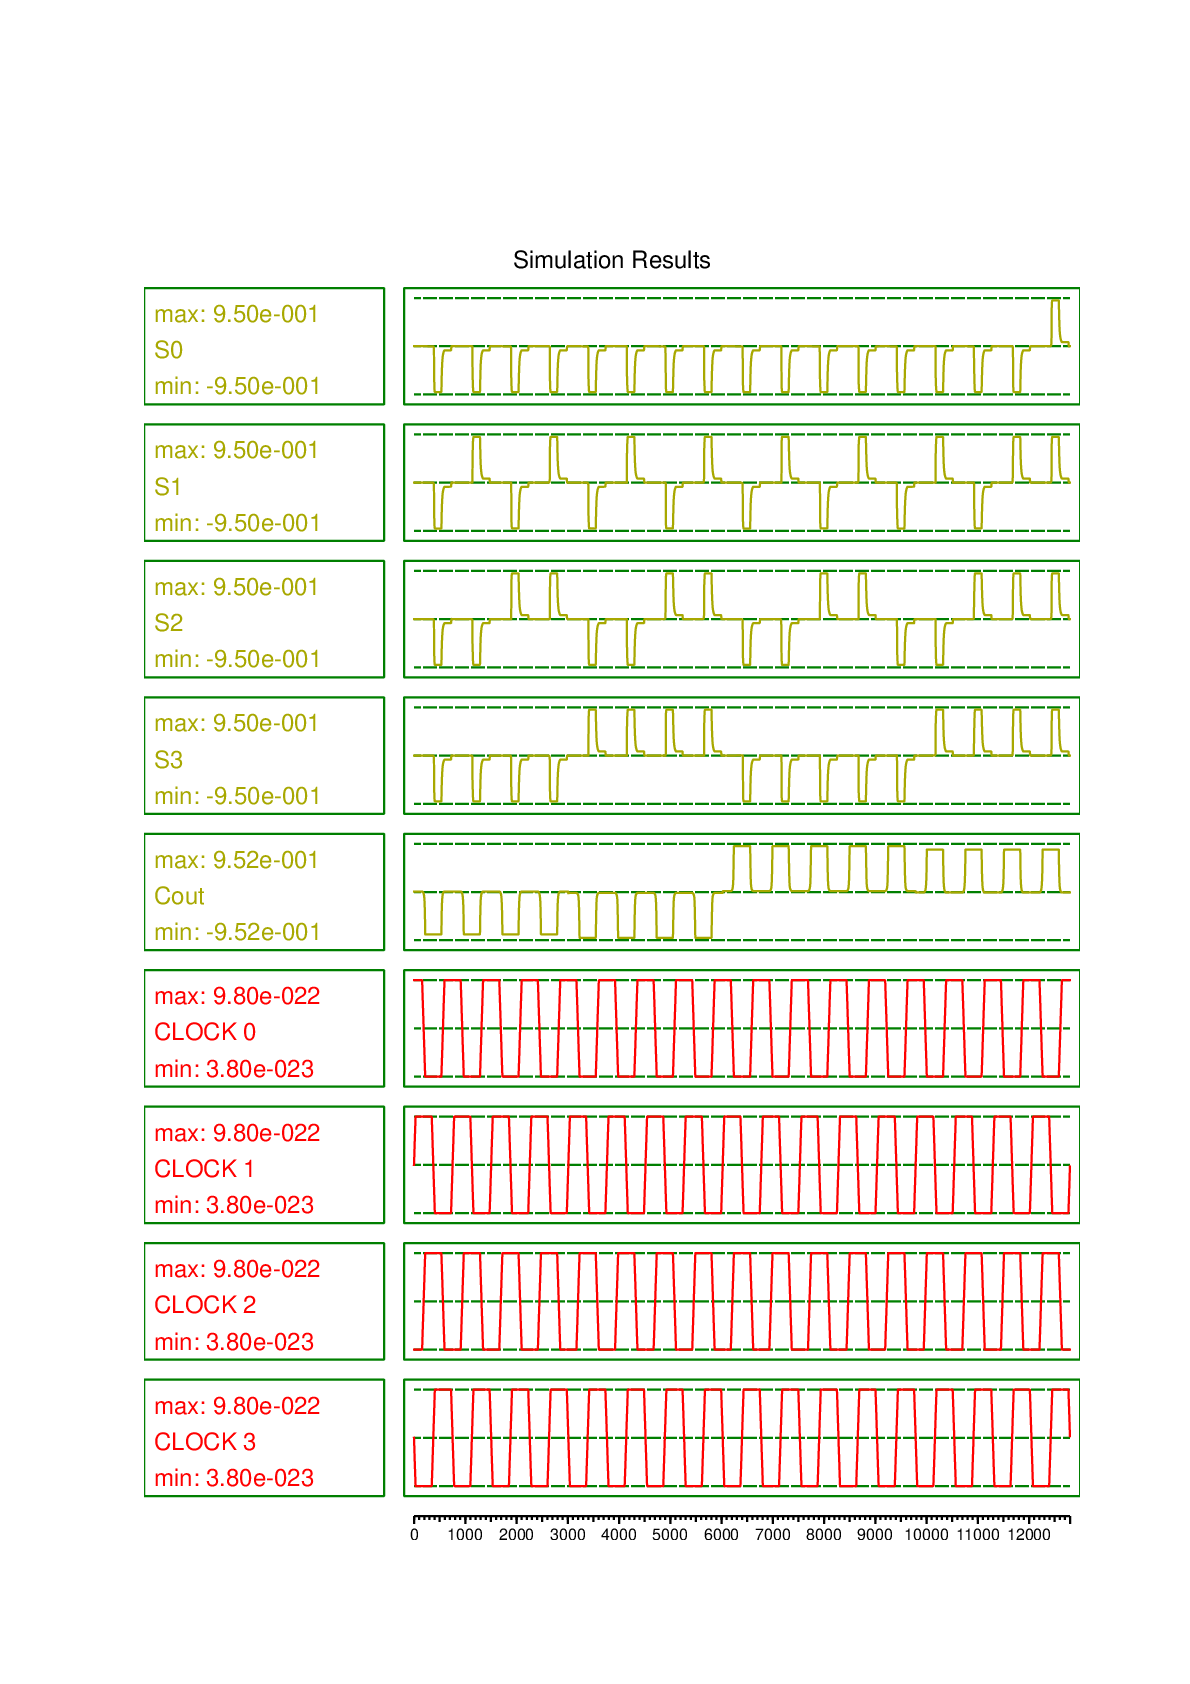 Simulation Results
max: 9.50e-001
S0
min: -9.50e-001
max: 9.50e-001
S1
min: -9.50e-001
max: 9.50e-001
S2
min: -9.50e-001
max: 9.50e-001
S3
min: -9.50e-001
max: 9.52e-001
Cout
min: -9.52e-001
max: 9.80e-022
CLOCK 0
min: 3.80e-023
max: 9.80e-022
CLOCK 1
min: 3.80e-023
max: 9.80e-022
CLOCK 2
min: 3.80e-023
max: 9.80e-022
CLOCK 3
min: 3.80e-023
0 1000 2000 3000 4000 5000 6000 7000 8000 9000 10000 11000 12000